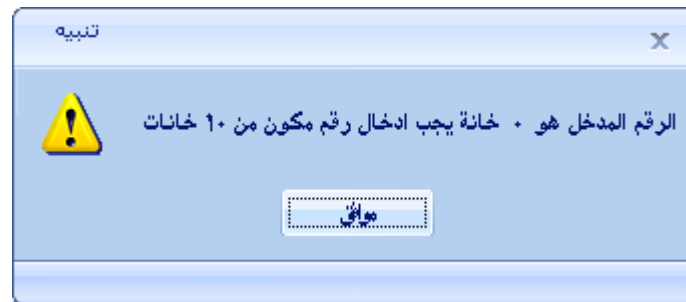 تنبيه
الرقم المدخل هو ٠ خانة يجب ادخال رقم مكون من ١٠ خانات
موافق